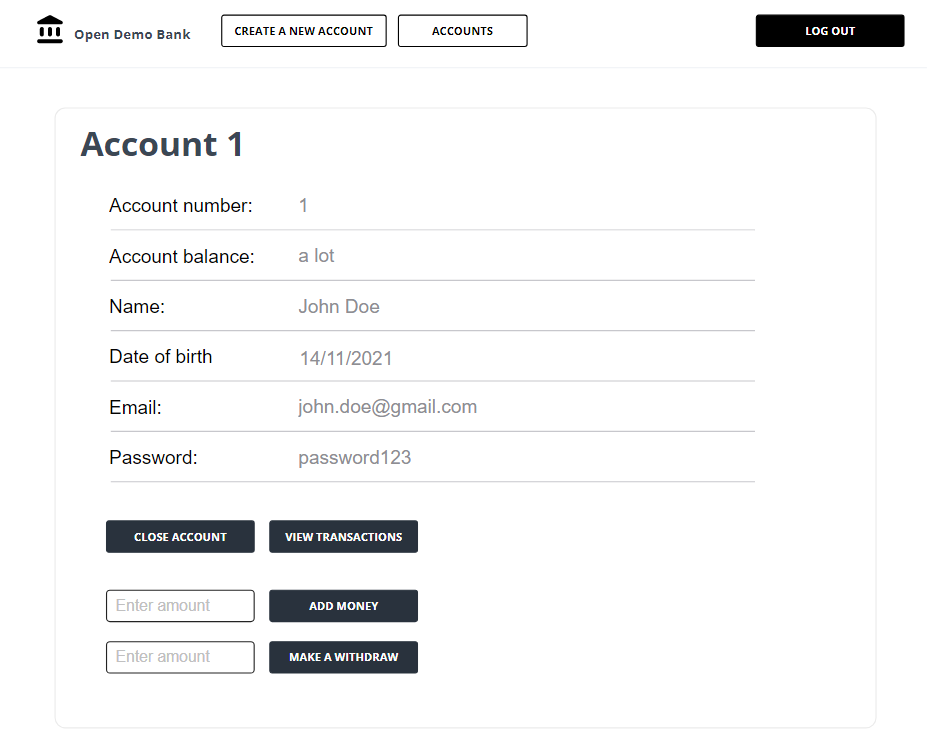 Open Demo Bank CREATE A NEW ACCOUNT ACCOUNTS LOG OUT
Account 1
Account number: 1
Account balance: a lot
Name: John Doe
Date of birth 14/11/2021
Email: john.doe@gmail.com
Password: password123
CLOSE ACCOUNT VIEW TRANSACTIONS
Enter amount ADD MONEY
Enter amount MAKE A WITHDRAW